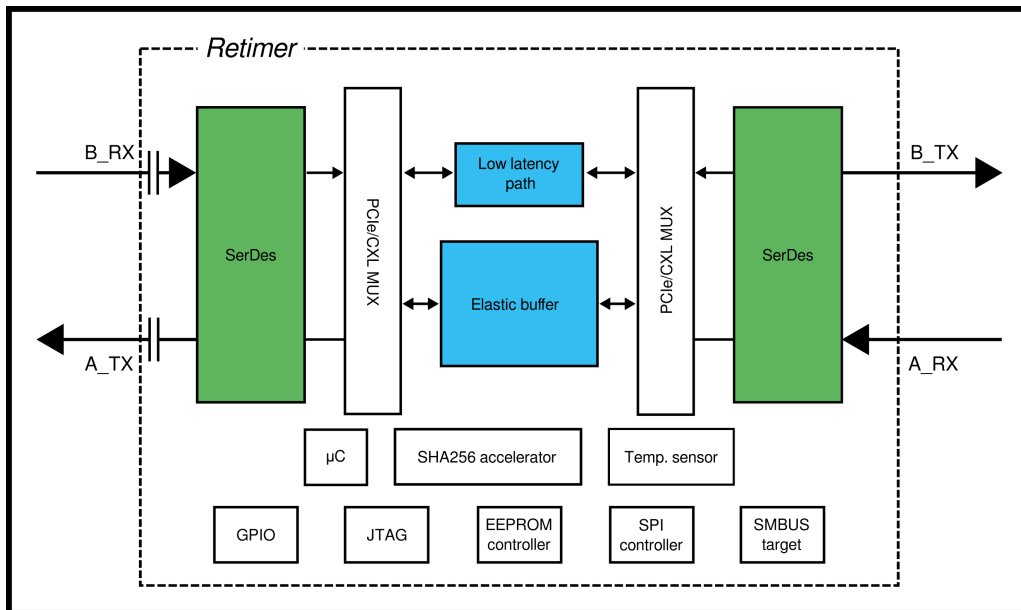 Retimer
B_RX
B_TX
Low latency
path
PCIe/CXL MUX
PCIe/CXL MUX
SerDes
SerDes
Elastic buffer
A_TX
A_RX
µC
SHA256 accelerator
Temp. sensor
GPIO
JTAG
EEPROM
controller
SPI
controller
SMBUS
target